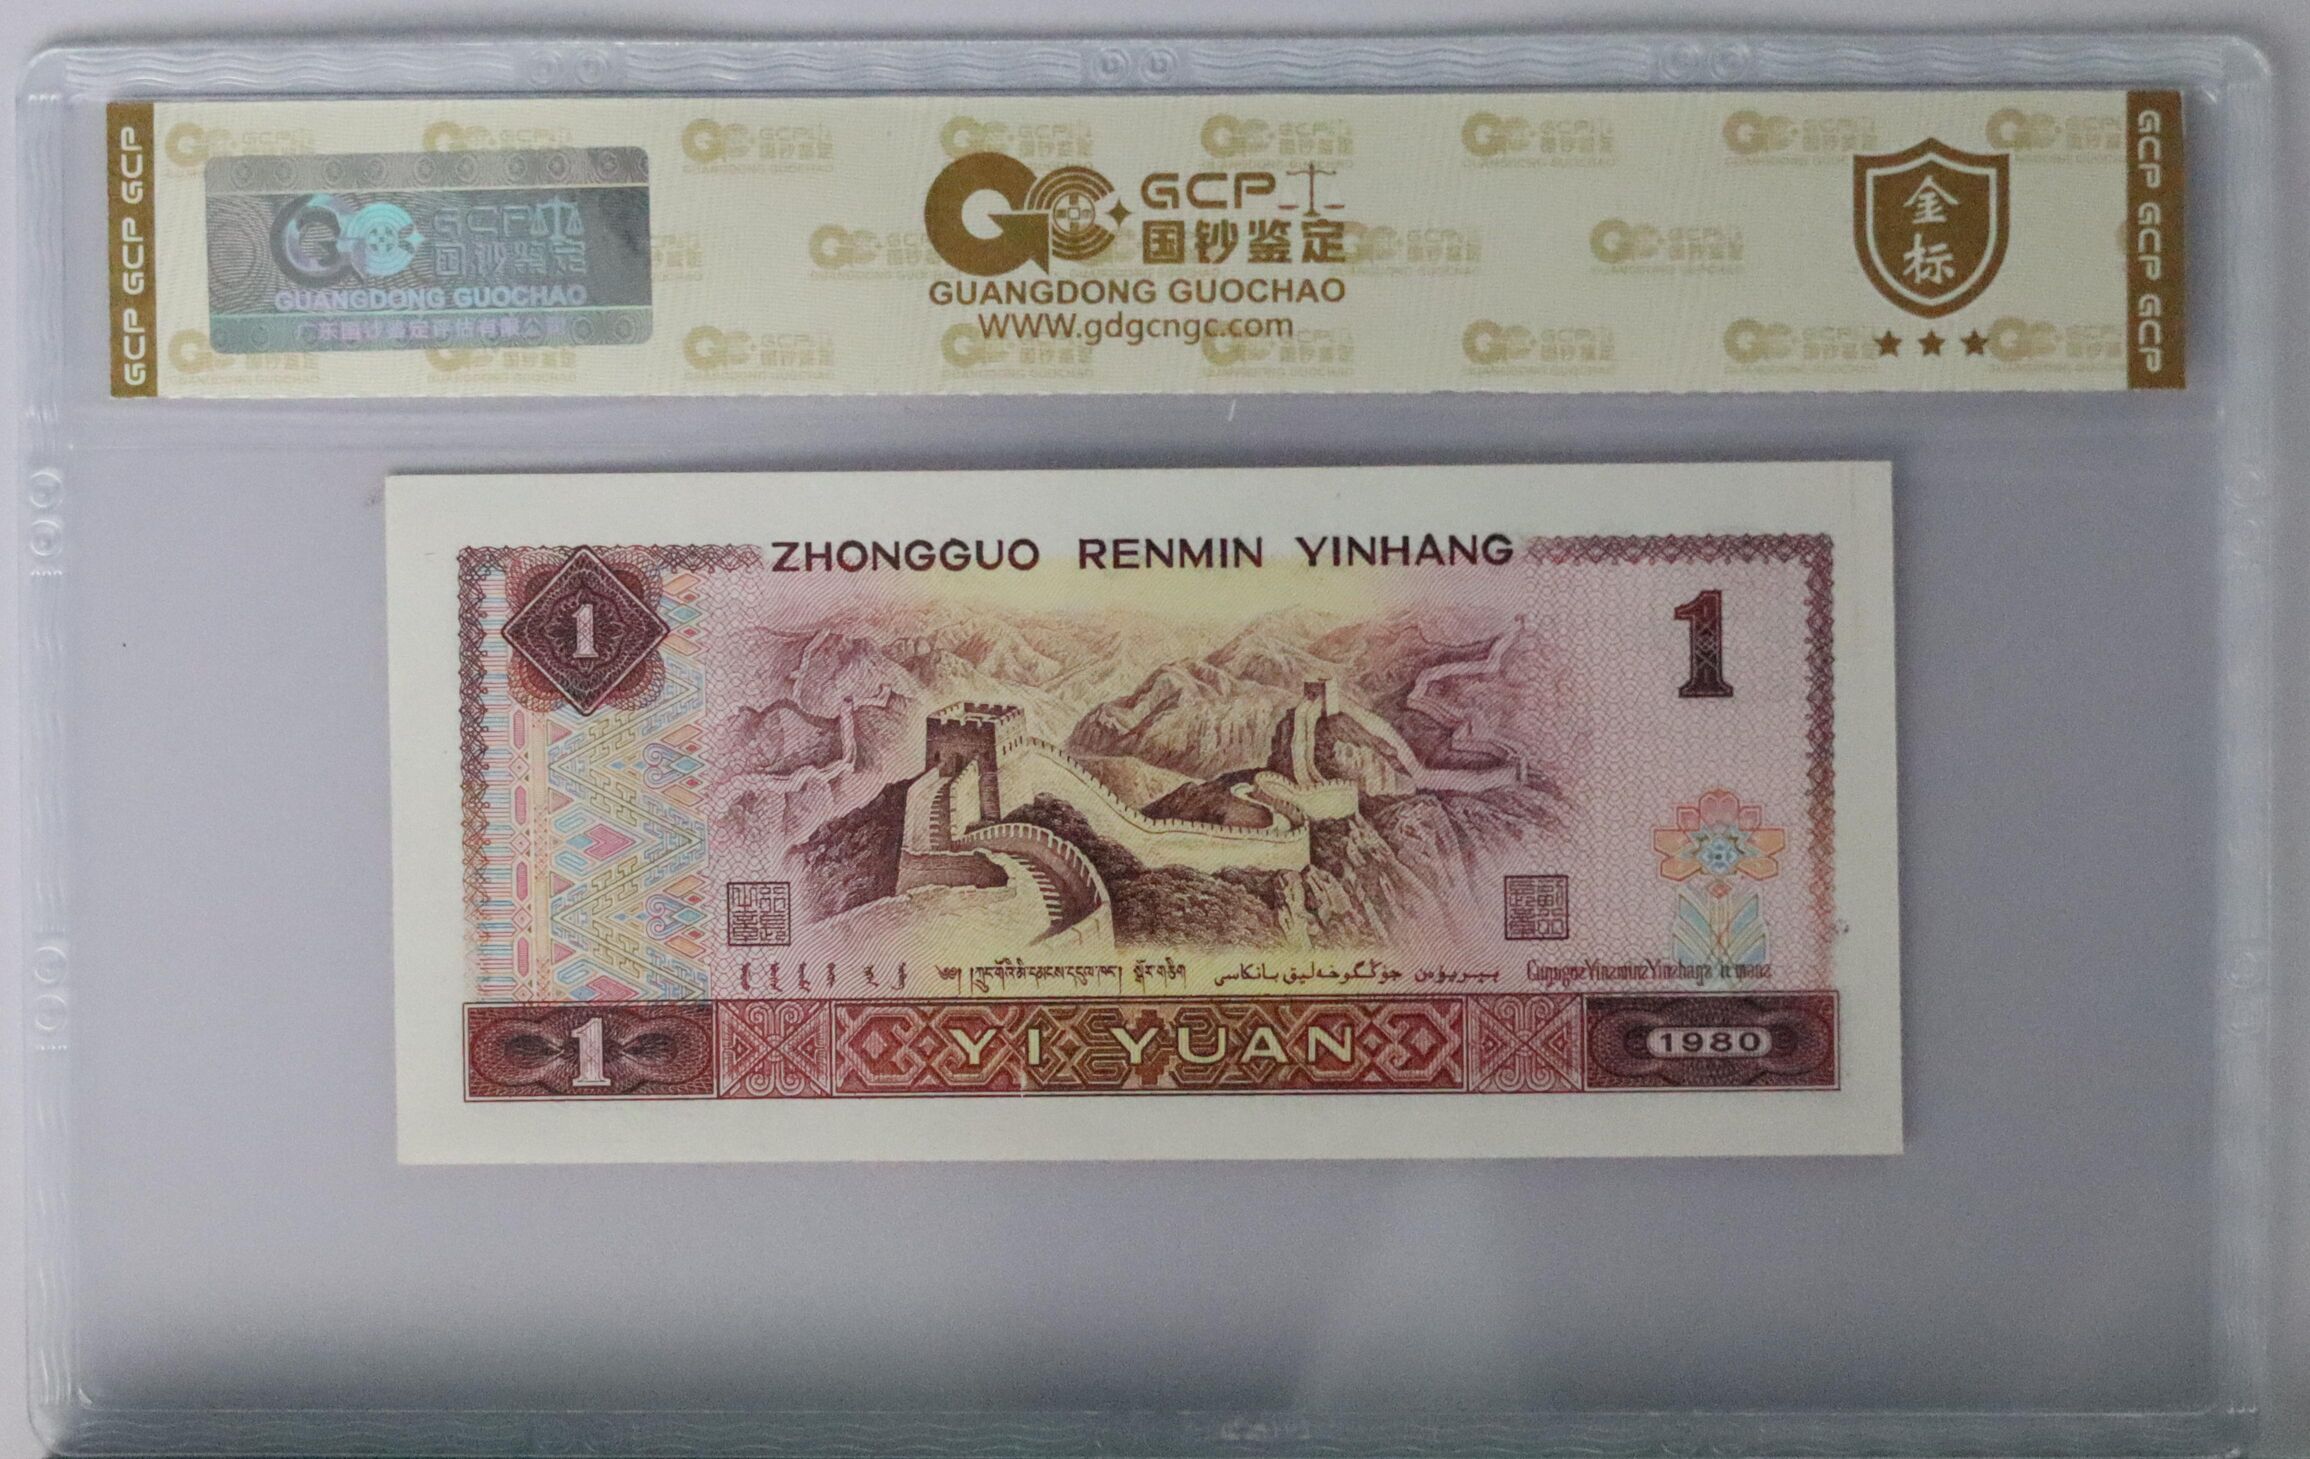 GCP GCP GCP
GCP
国钞鉴定
GUANGDONG GUOCHAO
广东国钞鉴定评估有限公司
GCP
国钞鉴定
GUANGDONG GUOCHAO
WWW.gdgcngc.com
金
标
GCP GCP GCP
ZHONGGUO RENMIN YINHANG
1
1
1
YI YUAN
1980